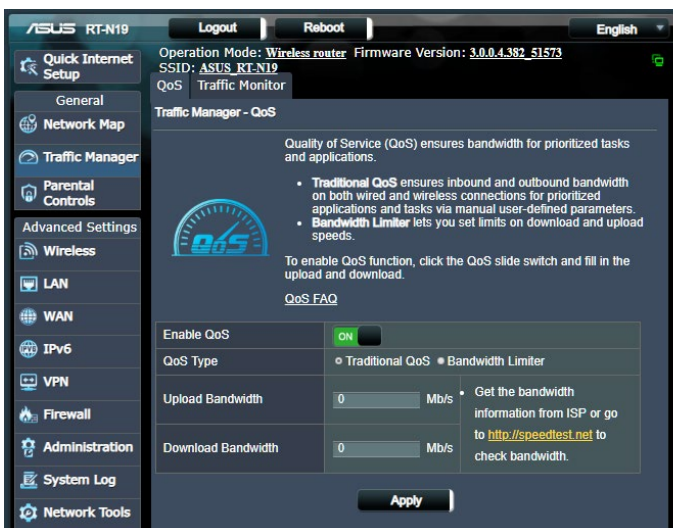 ASUS RT-N19
Logout
Reboot
English
Operation Mode: Wireless router Firmware Version: 3.0.0.4.382_51573
SSID: ASUS_RT-N19
Quick Internet
Setup
General
Network Map
Traffic Manager
Parental
Controls
Advanced Settings
Wireless
LAN
WAN
IPv6
VPN
Firewall
Administration
System Log
Network Tools
QoS Traffic Monitor
Traffic Manager - QoS
QoS
Quality of Service (QoS) ensures bandwidth for prioritized tasks
and applications.
• Traditional QoS ensures inbound and outbound bandwidth
on both wired and wireless connections for prioritized
applications and tasks via manual user-defined parameters.
• Bandwidth Limiter lets you set limits on download and upload
speeds.
To enable QoS function, click the QoS slide switch and fill in the
upload and download.
QoS FAQ
Enable QoS
ON
QoS Type
Traditional QoS Bandwidth Limiter
Upload Bandwidth
0 Mb/s
Download Bandwidth
0 Mb/s
• Get the bandwidth
information from ISP or go
to http://speedtest.net to
check bandwidth.
Apply